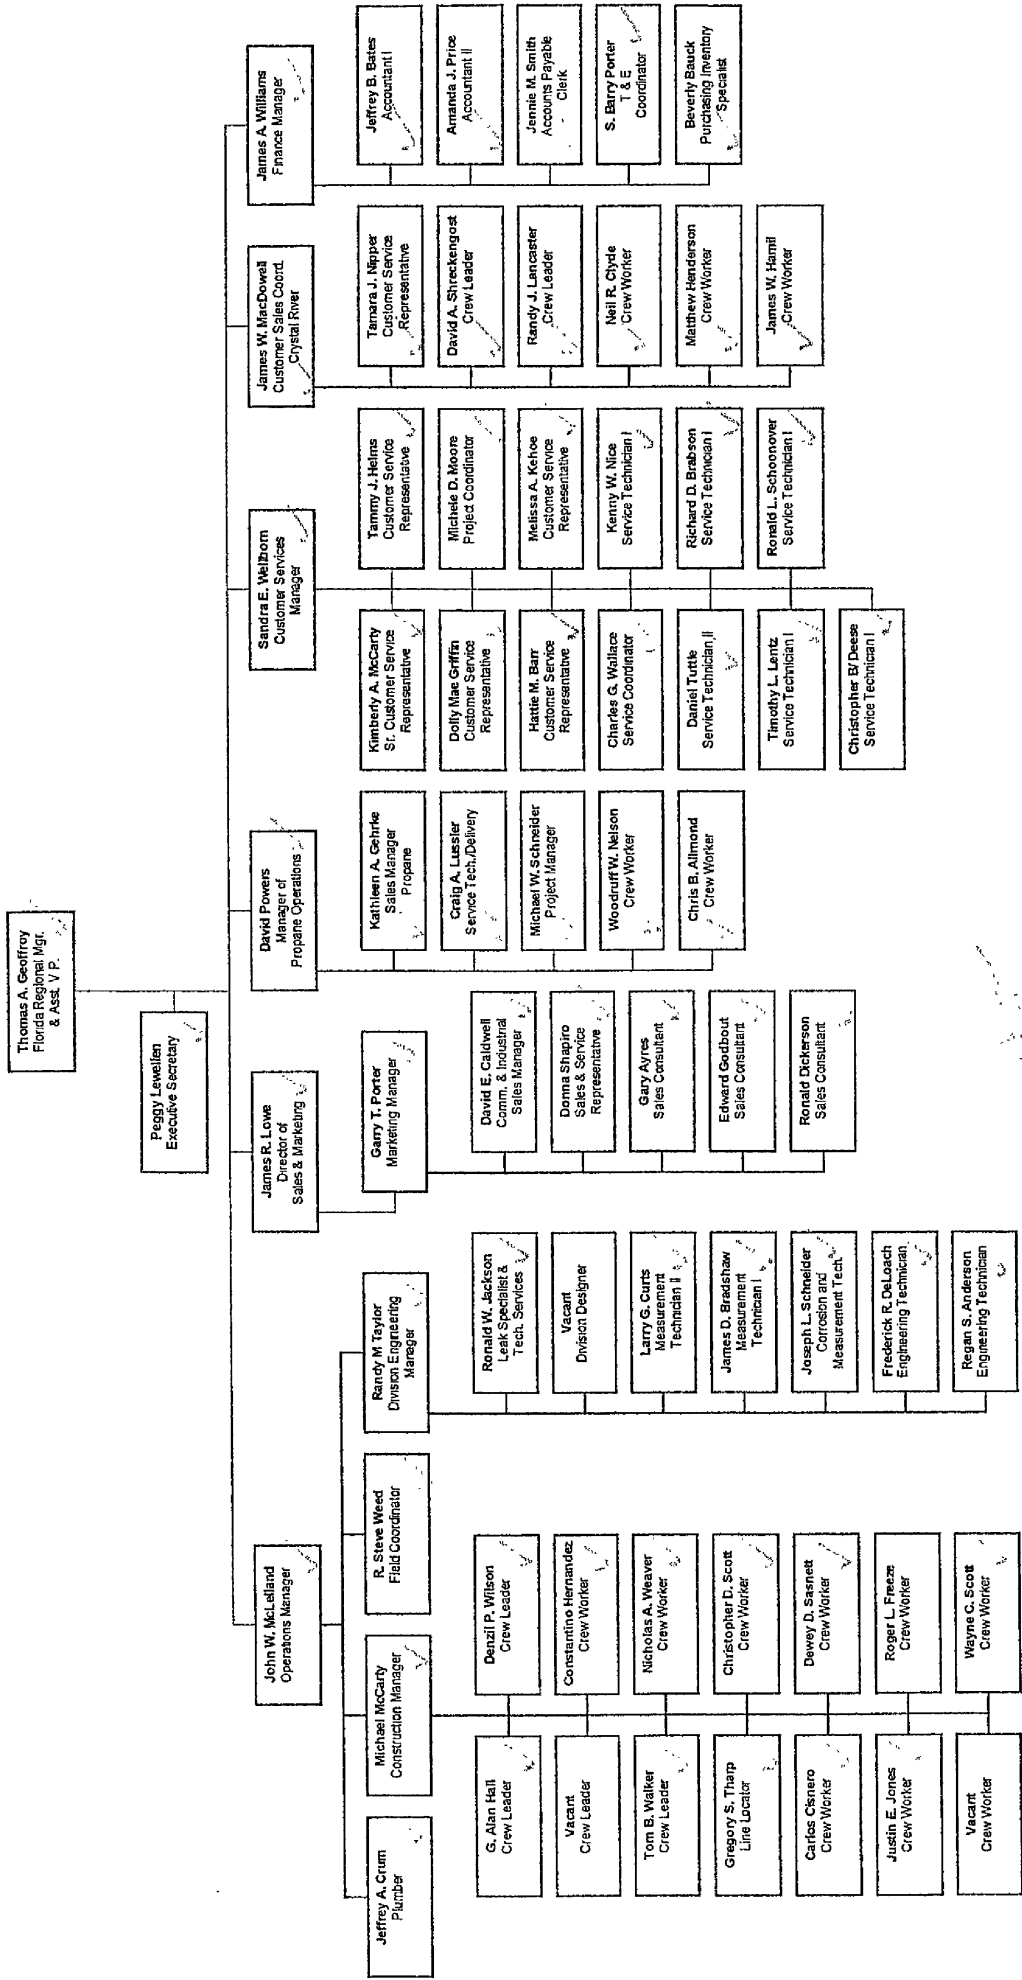 Thomas A. Geoffroy
Florida Regional Mgr.
& Asst. V.P.
Peggy Lewellen
Executive Secretary
John W. McLelland
Operations Manager
James R. Lowe
Director of
Sales & Marketing
David Powers
Manager of
Propane Operations
Sandra E. Welzhorn
Customer Services
Manager
James W. MacDowell
Customer Sales Coord.
Crystal River
James A. Williams
Finance Manager
Jeffrey A. Crum
Plumber
Michael McCarty
Construction Manager
R. Steve Weed
Field Coordinator
Randy M Taylor
Division Engineering
Manager
G. Alan Hall
Crew Leader
Vacant
Crew Leader
Tom B. Walker
Crew Leader
Gregory S. Tharp
Line Locator
Carlos Cisnero
Crew Worker
Justin E. Jones
Crew Worker
Vacant
Crew Worker
Denzil P. Wilson
Crew Leader
Constantino Hernandez
Crew Worker
Nicholas A. Weaver
Crew Worker
Christopher D. Scott
Crew Worker
Dewey D. Sasnett
Crew Worker
Roger L. Freeze
Crew Worker
Wayne C. Scott
Crew Worker
Ronald W. Jackson
Leak Specialist &
Tech. Services
Vacant
Division Designer
Larry G. Curts
Measurement
Technician II
James D. Bradshaw
Measurement
Technician I
Joseph L. Schneider
Corrosion and
Measurement Tech.
Frederick R. DeLoach
Engineering Technician
Regan S. Anderson
Engineering Technician
Garry T. Porter
Marketing Manager
David E. Caldwell
Comm. & Industrial
Sales Manager
Donna Shapiro
Sales & Service
Representative
Gary Ayres
Sales Consultant
Edward Godbout
Sales Consultant
Ronald Dickerson
Sales Consultant
Kathleen A. Gehrke
Sales Manager
Propane
Craig A. Lussier
Service Tech./Delivery
Michael W. Schneider
Project Manager
Woodruff W. Nelson
Crew Worker
Chris B. Allmond
Crew Worker
Kimberly A. McCarty
Sr. Customer Service
Representative
Dolly Mae Griffin
Customer Service
Representative
Hattie M. Barr
Customer Service
Representative
Charles G. Wallace
Service Coordinator
Daniel Tuttle
Service Technician II
Timothy L. Lentz
Service Technician I
Christopher B/ Deese
Service Technician I
Tammy J. Helms
Customer Service
Representative
Michele D. Moore
Project Coordinator
Melissa A. Kehoe
Customer Service
Representative
Kenny W. Nice
Service Technician I
Richard D. Brabson
Service Technician I
Ronald L. Schoonover
Service Technician I
Tamara J. Nipper
Customer Service
Representative
David A. Shreckengost
Crew Leader
Randy J. Lancaster
Crew Leader
Neil R. Clyde
Crew Worker
Matthew Henderson
Crew Worker
James W. Hamil
Crew Worker
Jeffrey B. Bates
Accountant I
Amanda J. Price
Accountant II
Jennie M. Smith
Accounts Payable
Clerk
S. Barry Porter
T & E
Coordinator
Beverly Bauck
Purchasing Inventory
Specialist